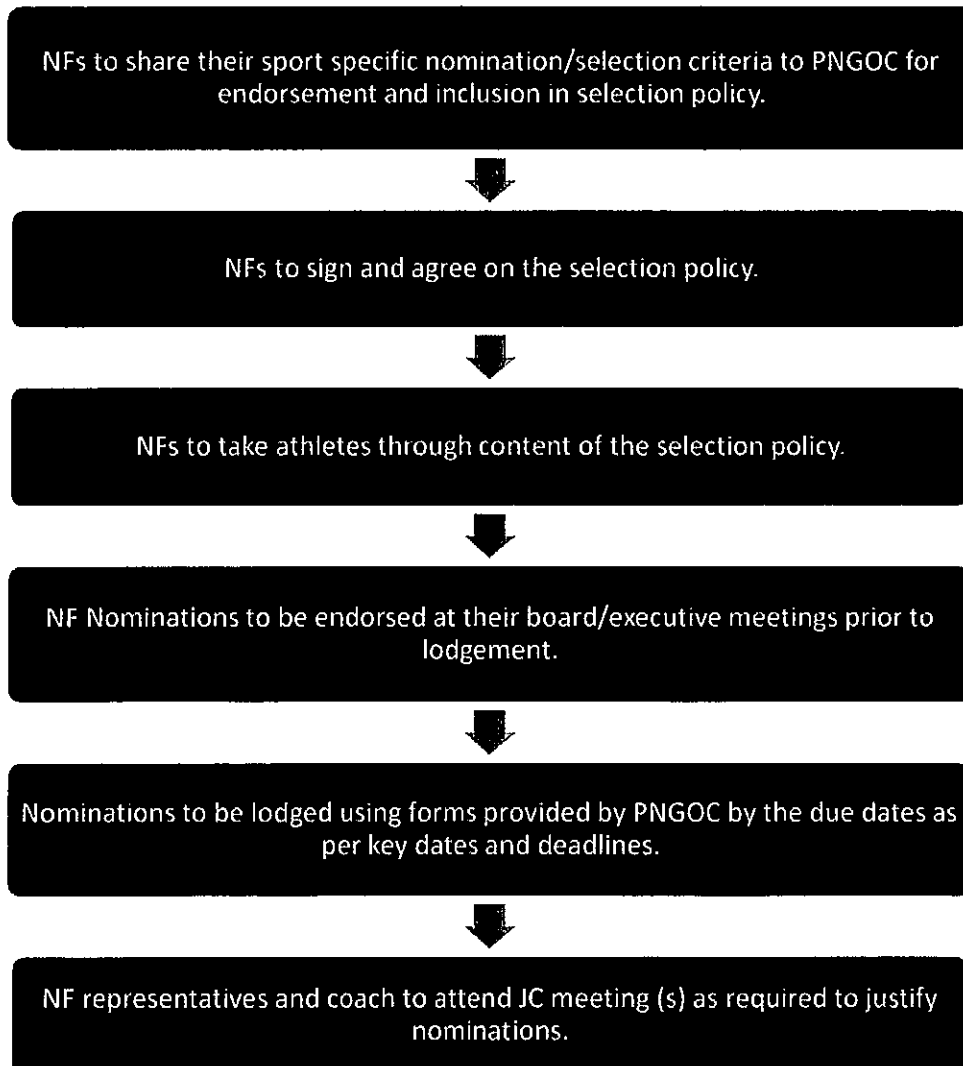 NFs to share their sport specific nomination/selection criteria to PNGOC for
endorsement and inclusion in selection policy.
NFs to sign and agree on the selection policy.
NFs to take athletes through content of the selection policy.
NF Nominations to be endorsed at their board/executive meetings prior to
lodgement.
Nominations to be lodged using forms provided by PNGOC by the due dates as
per key dates and deadlines.
NF representatives and coach to attend JC meeting (s) as required to justify
nominations.